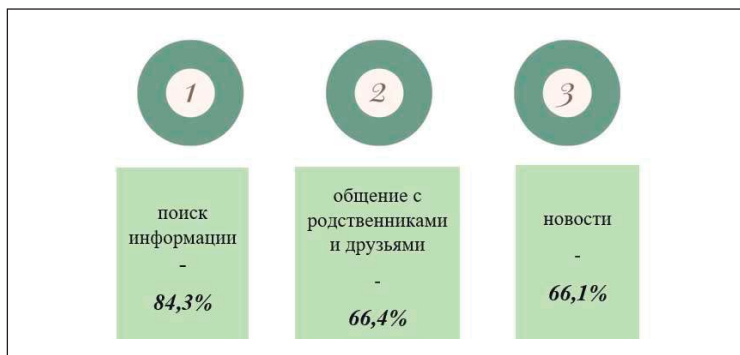 1
2
3
поиск
информации
-
84,3%
общение с
родственниками
и друзьями
-
66,4%
новости
-
66,1%